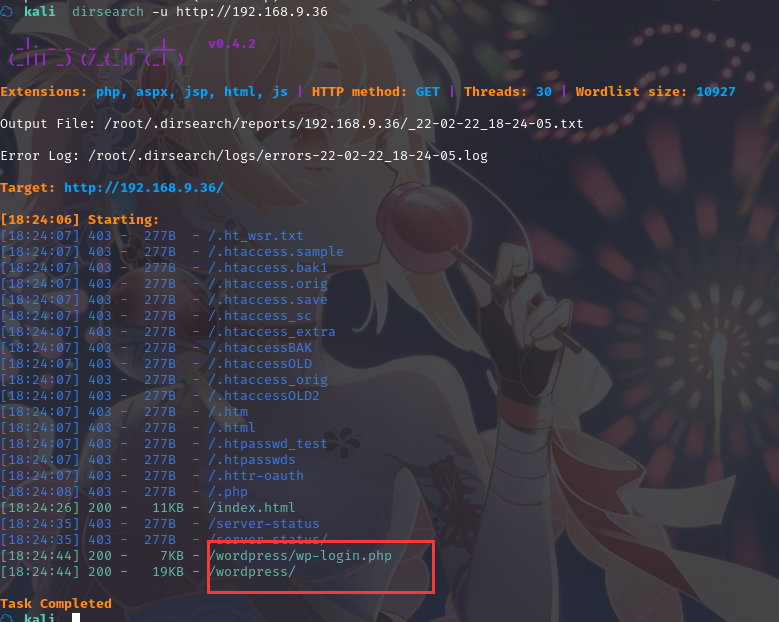 kali dirsearch -u http://192.168.9.36
v0.4.2
Extensions: php, aspx, jsp, html, js | HTTP method: GET | Threads: 30 | Wordlist size: 10927
Output File: /root/.dirsearch/reports/192.168.9.36/_22-02-22_18-24-05.txt
Error Log: /root/.dirsearch/logs/errors-22-02-22_18-24-05.log
Target: http://192.168.9.36/
[18:24:06] Starting:
[18:24:07] 403 - 277B - /.ht_wsr.txt
[18:24:07] 403 - 277B - /.htaccess.sample
[18:24:07] 403 - 277B - /.htaccess.bak1
[18:24:07] 403 - 277B - /.htaccess.orig
[18:24:07] 403 - 277B - /.htaccess.save
[18:24:07] 403 - 277B - /.htaccess_sc
[18:24:07] 403 - 277B - /.htaccess_extra
[18:24:07] 403 - 277B - /.htaccessBAK
[18:24:07] 403 - 277B - /.htaccessOLD
[18:24:07] 403 - 277B - /.htaccess_orig
[18:24:07] 403 - 277B - /.htaccessOLD2
[18:24:07] 403 - 277B - /.htm
[18:24:07] 403 - 277B - /.html
[18:24:07] 403 - 277B - /.htpasswd_test
[18:24:07] 403 - 277B - /.htpasswds
[18:24:07] 403 - 277B - /.httr-oauth
[18:24:08] 403 - 277B - /.php
[18:24:26] 200 - 11KB - /index.html
[18:24:35] 403 - 277B - /server-status
[18:24:35] 403 - 277B - /server-status/
[18:24:44] 200 - 7KB - /wordpress/wp-login.php
[18:24:44] 200 - 19KB - /wordpress/
Task Completed
kali